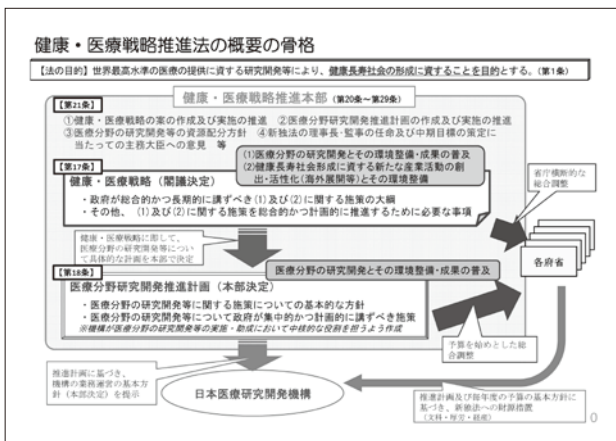 健康・医療戦略推進法の概要の骨格
【法の目的】世界最高水準の医療の提供に資する研究開発等により、健康長寿社会の形成に資することを目的とする。(第1条)
健康・医療戦略推進本部(第20条~第29条)
【第21条】
①健康・医療戦略の案の作成及び実施の推進 ②医療分野研究開発推進計画の作成及び実施の推進
③医療分野の研究開発等の資源配分方針 ④新独法の理事長・監事の任命及び中期目標の策定に
当たっての主務大臣への意見 等
(1)医療分野の研究開発とその環境整備・成果の普及
(2)健康長寿社会形成に資する新たな産業活動の創
出・活性化(海外展開等)とその環境整備
【第17条】
健康・医療戦略(閣議決定)
・政府が総合的かつ長期的に講ずべき(1)及び(2)に関する施策の大綱
・その他、(1)及び(2)に関する施策を総合的かつ計画的に推進するために必要な事項
省庁横断的な
総合調整
各府省
健康・医療戦略に即して、
医療分野の研究開発等につい
て具体的な計画を本部で決定
医療分野の研究開発とその環境整備・成果の普及
【第18条】
医療分野研究開発推進計画(本部決定)
・医療分野の研究開発等に関する施策についての基本的な方針
・医療分野の研究開発等について政府が集中的かつ計画的に講ずべき施策
※機構が医療分野の研究開発等の実施・助成において中核的な役割を担うよう作成
予算を始めとした総
合調整
推進計画に基づき、
機構の業務運営の基本方
針(本部決定)を提示
日本医療研究開発機構
推進計画及び毎年度の予算の基本方針に
基づき、新独法への財源措置
(文科・厚労・経産)
0